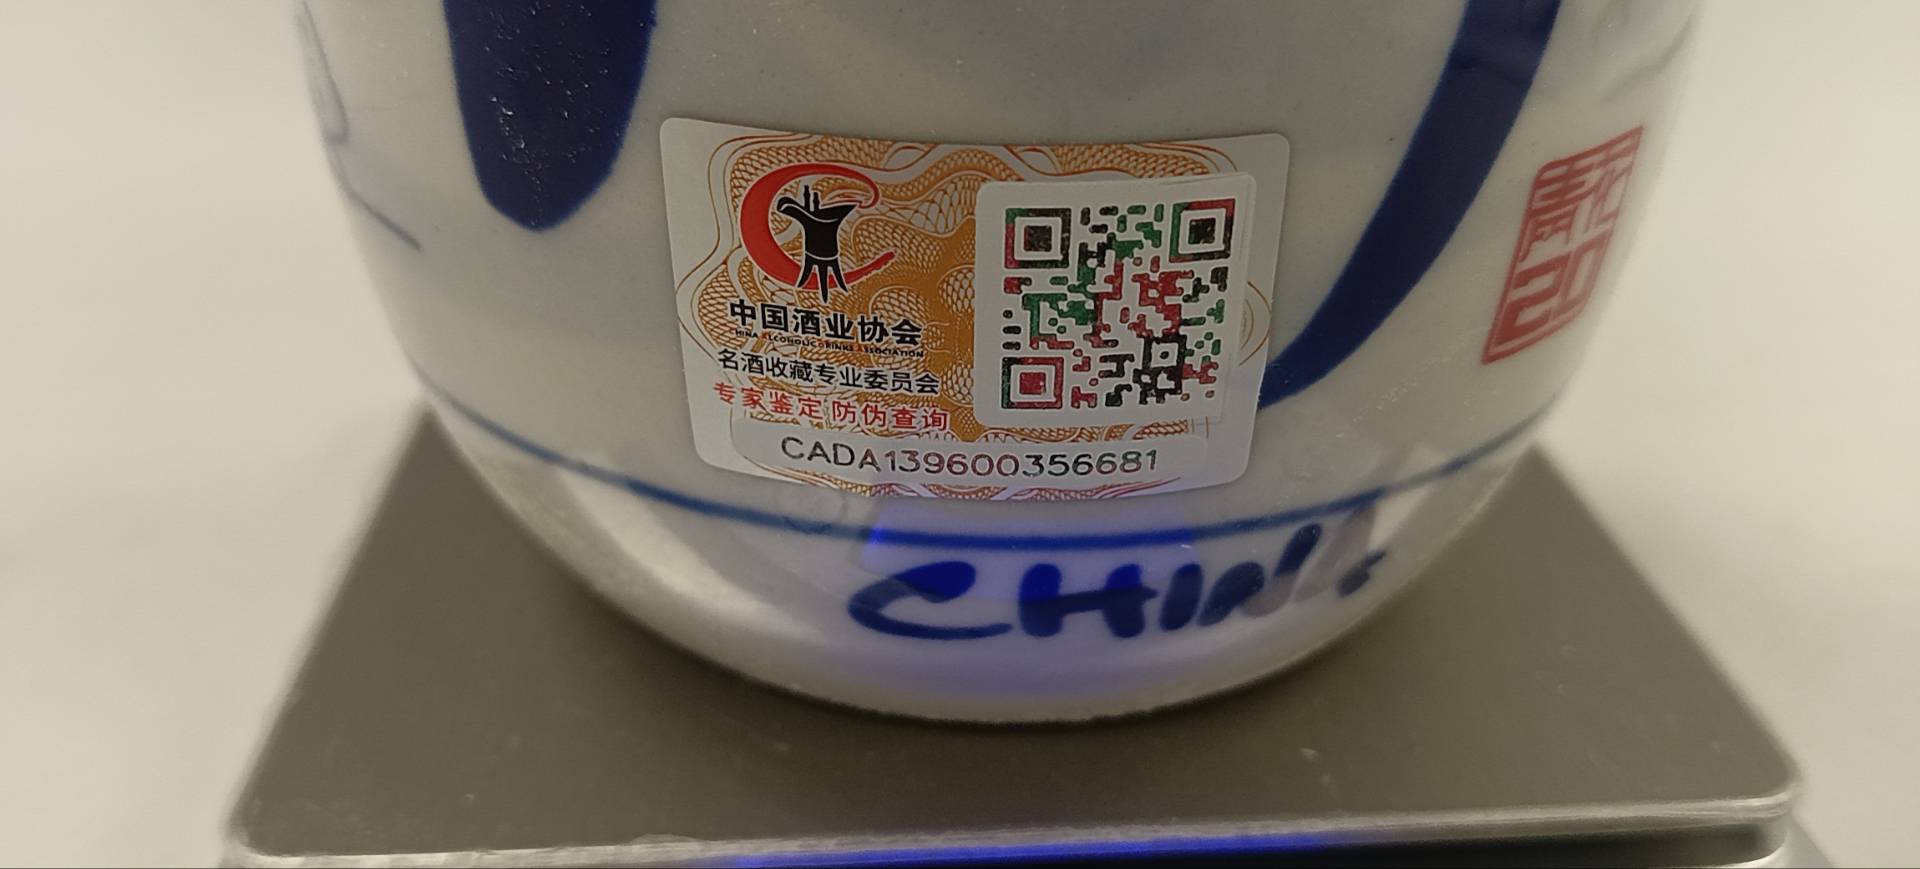 中国酒业协会
CHINA ALCOHOLIC DRINKS ASSOCIATION
名酒收藏专业委员会
专家鉴定 防伪查询
CADA139600356681